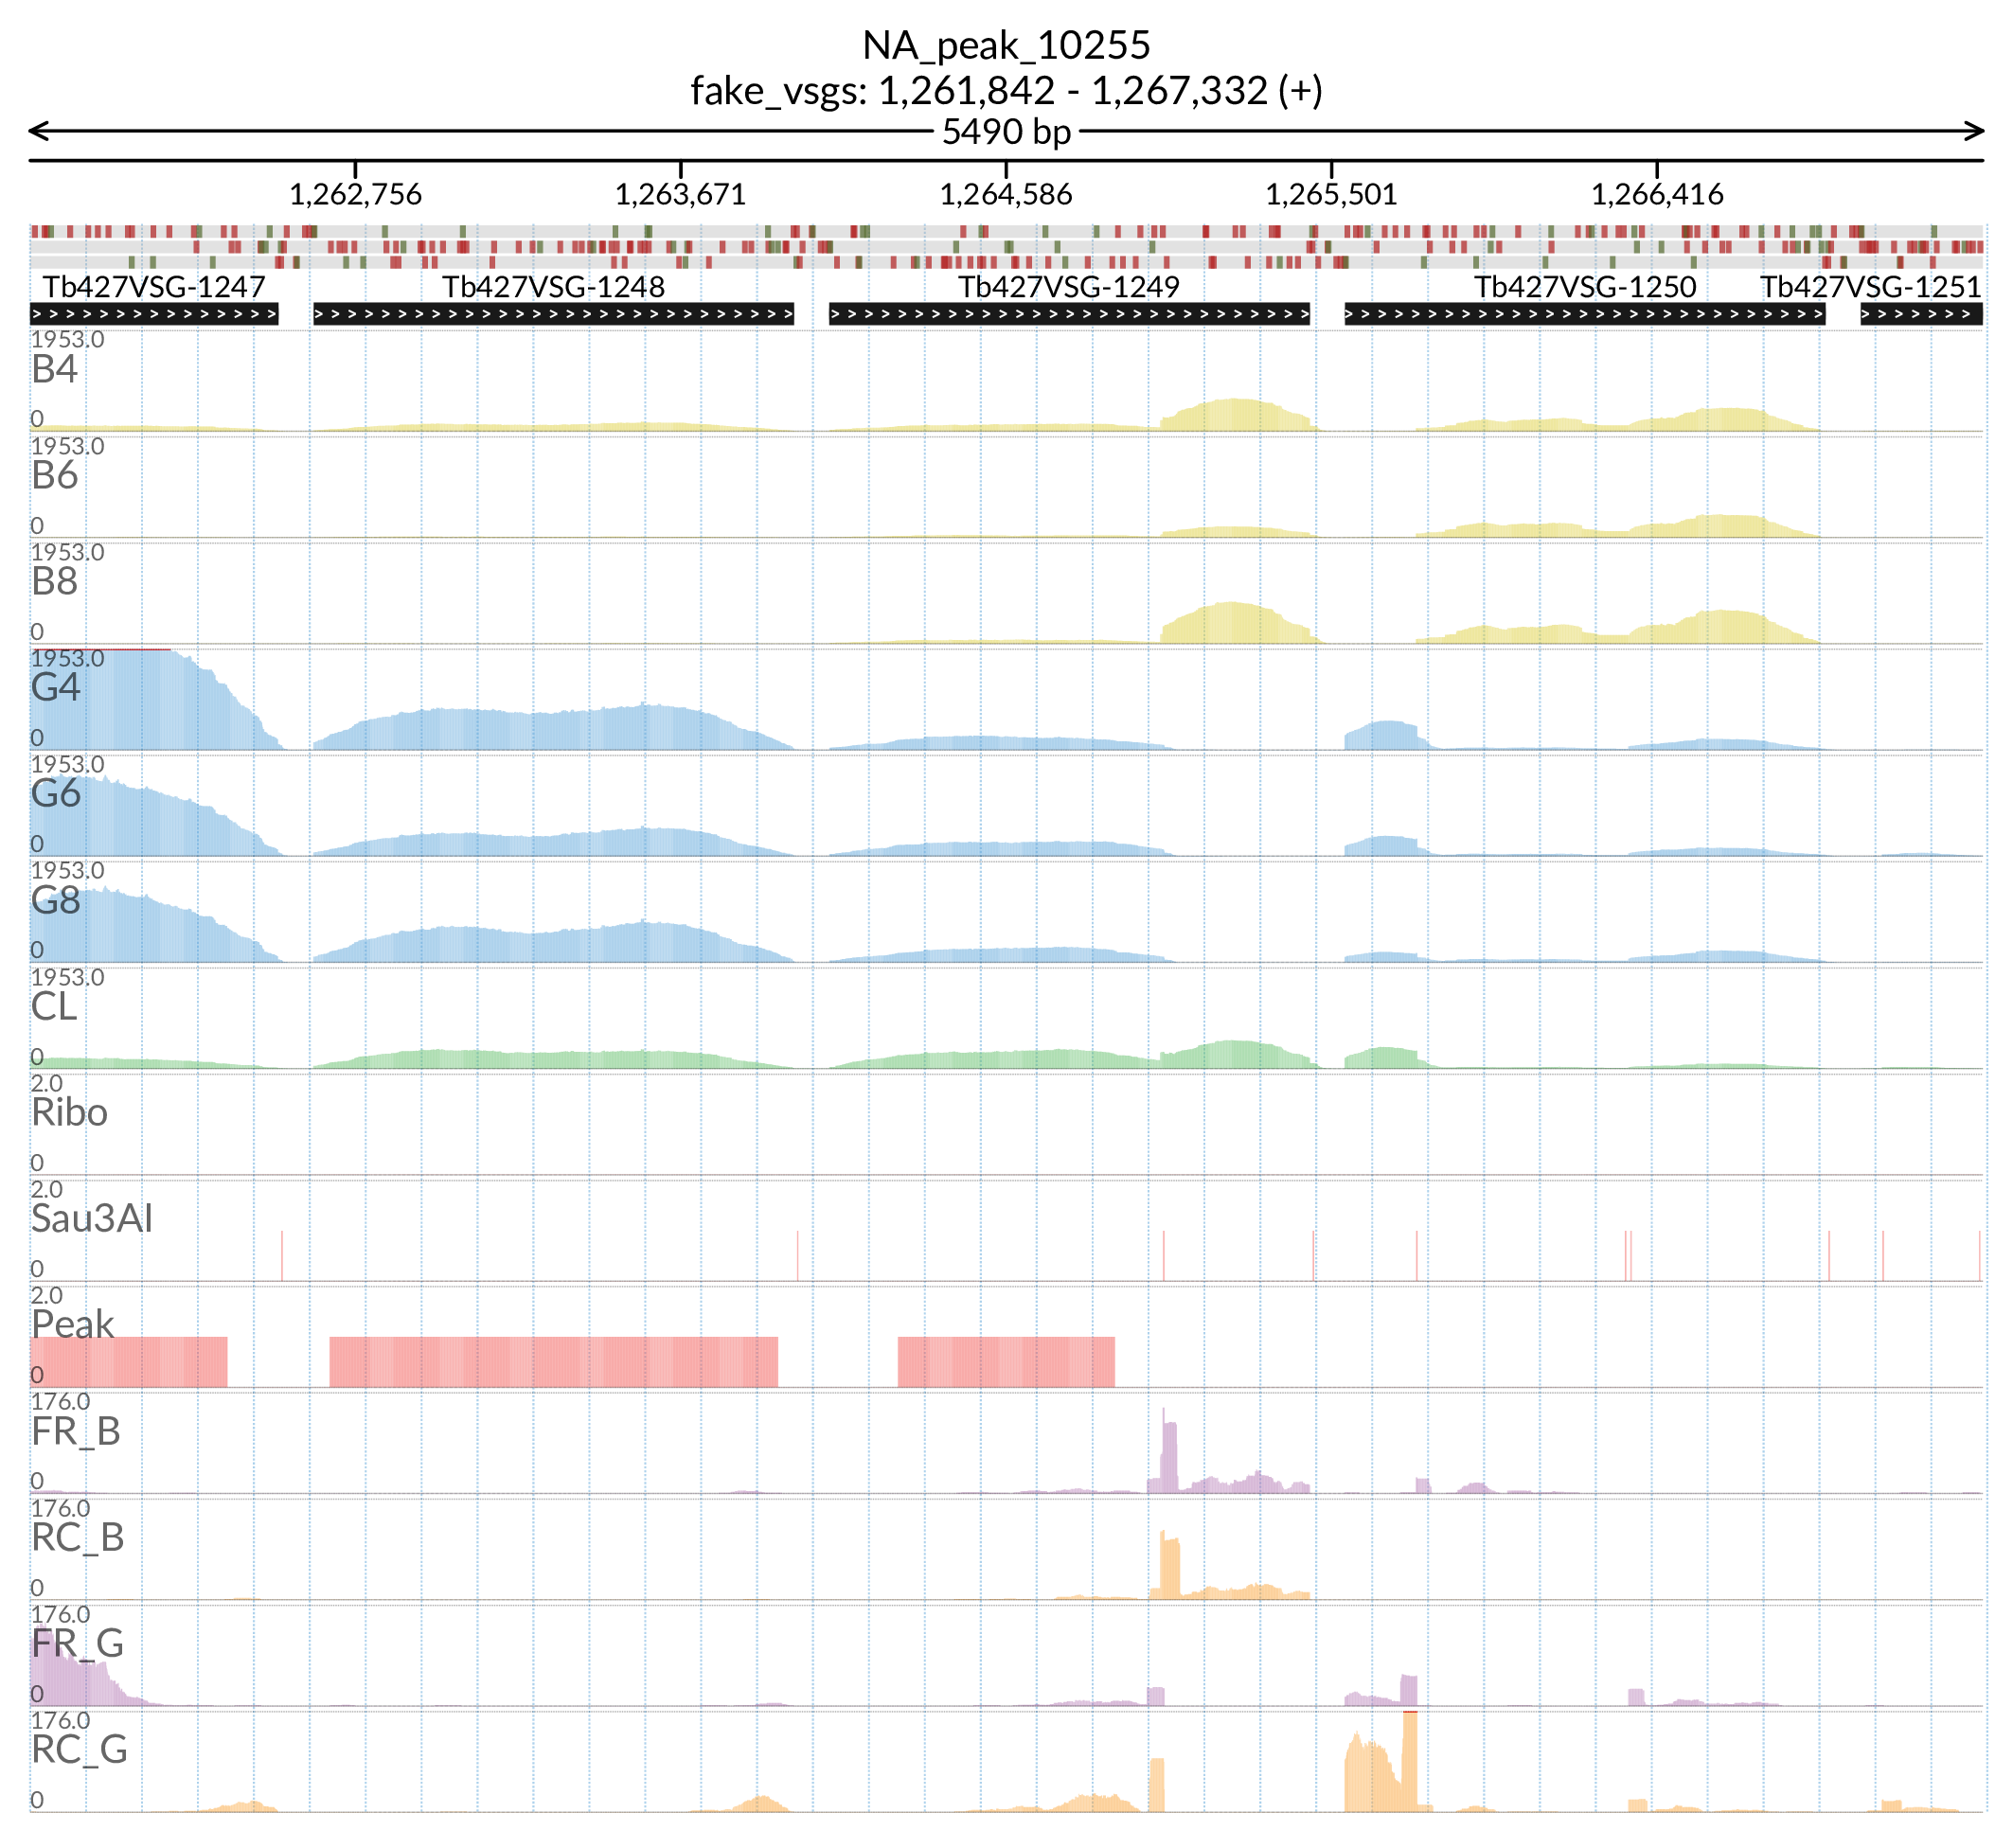 NA_peak_10255
fake_vsgs: 1,261,842 - 1,267,332 (+)
5490 bp
1,262,756 1,263,671 1,264,586 1,265,501 1,266,416
Tb427VSG-1247 Tb427VSG-1248 Tb427VSG-1249 Tb427VSG-1250 Tb427VSG-1251
1953.0
B4
0
1953.0
B6
0
1953.0
B8
0
1953.0
G4
0
1953.0
G6
0
1953.0
G8
0
1953.0
CL
0
2.0
Ribo
0
2.0
Sau3AI
0
2.0
Peak
0
176.0
FR_B
0
176.0
RC_B
0
176.0
FR_G
0
176.0
RC_G
0